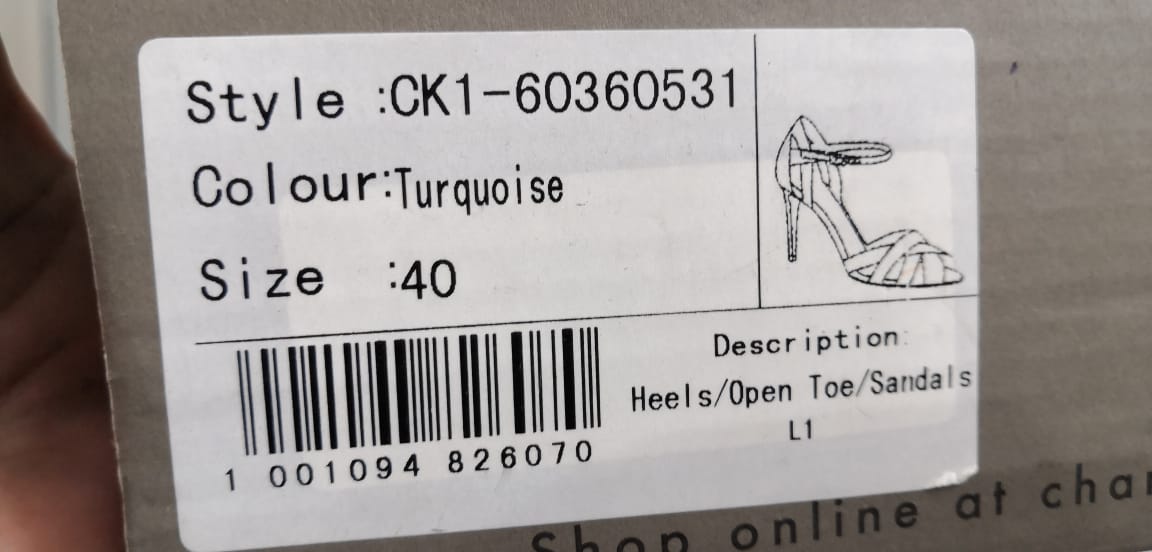 Style :CK1-60360531
Colour:Turquoise
Size :40
Description:
Heels/Open Toe/Sandals
L1
1 001094 826070
Shop online at